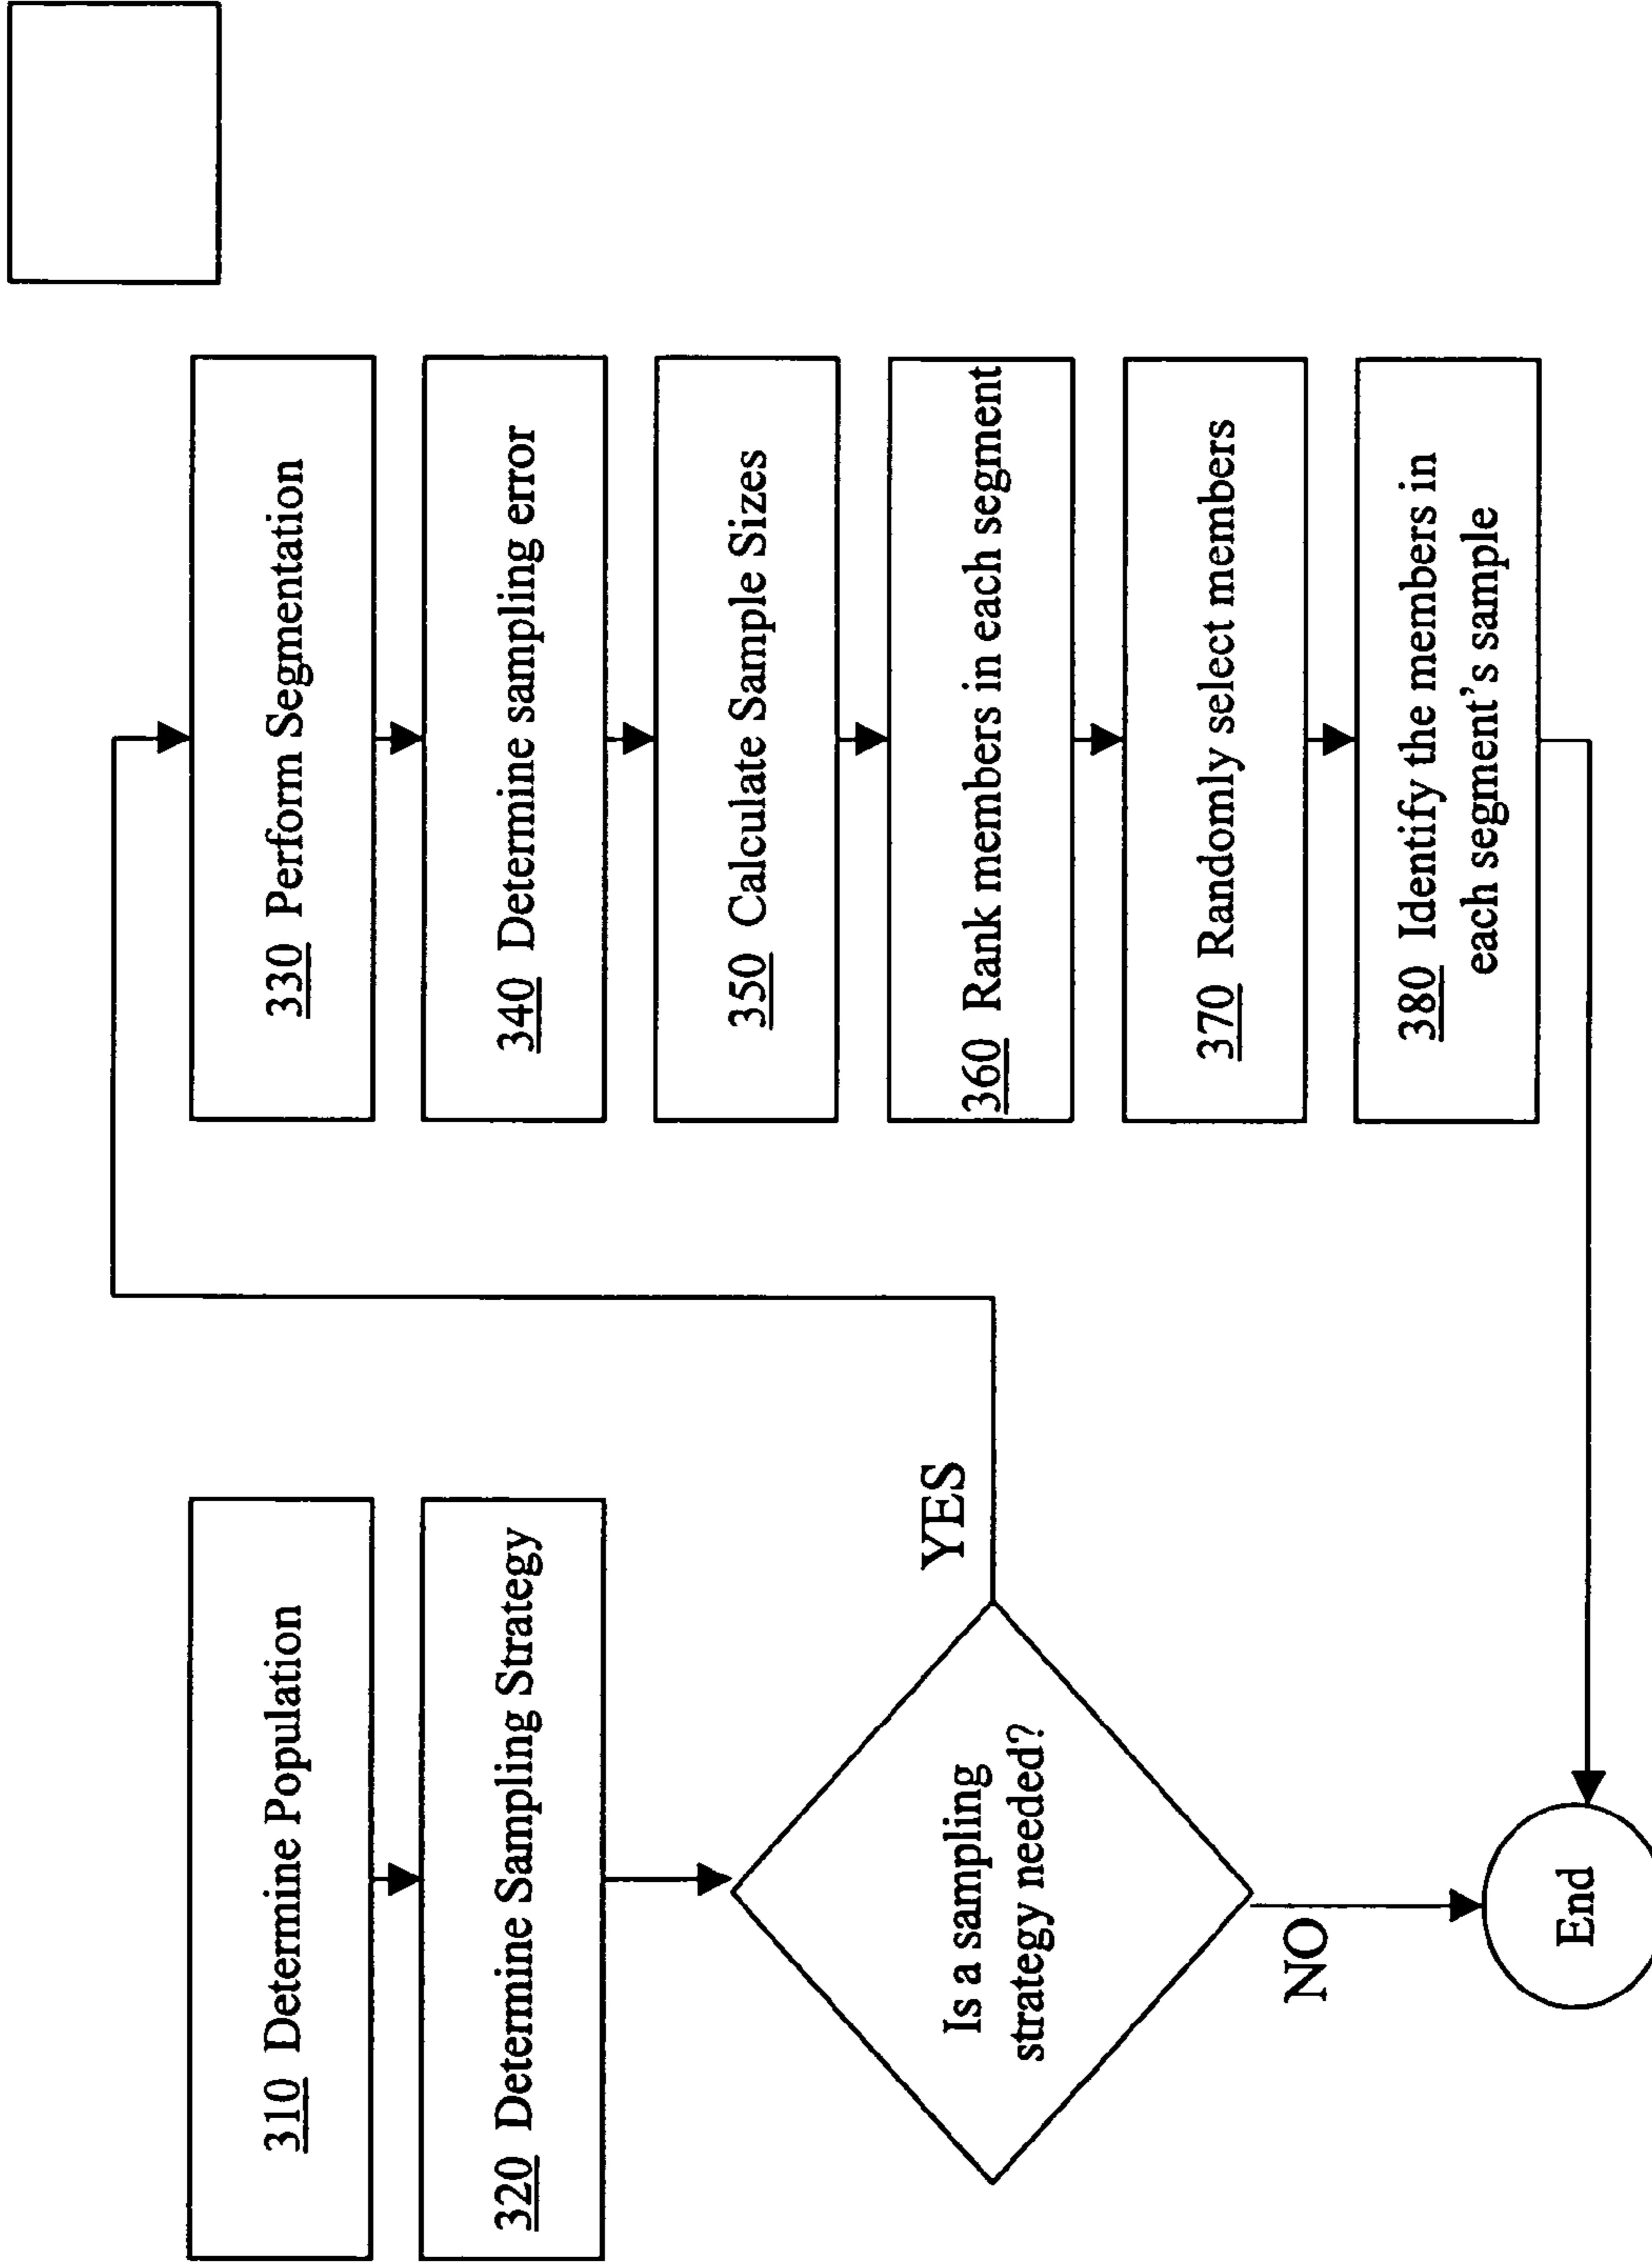 310 Determine Population
320 Determine Sampling Strategy
Is a sampling
strategy needed?
YES
NO
End
330 Perform Segmentation
340 Determine sampling error
350 Calculate Sample Sizes
360 Rank members in each segment
370 Randomly select members
380 Identify the members in
each segment's sample